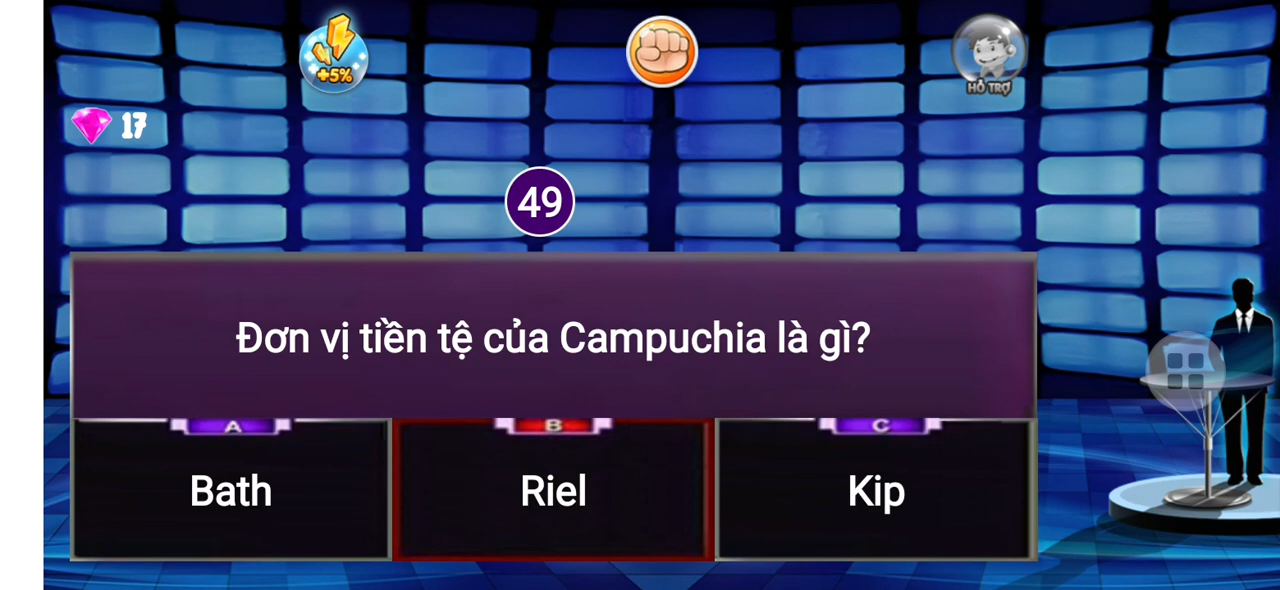 +5%
HỖ TRỢ
17
49
Đơn vị tiền tệ của Campuchia là gì?
A
B
C
Bath
Riel
Kip